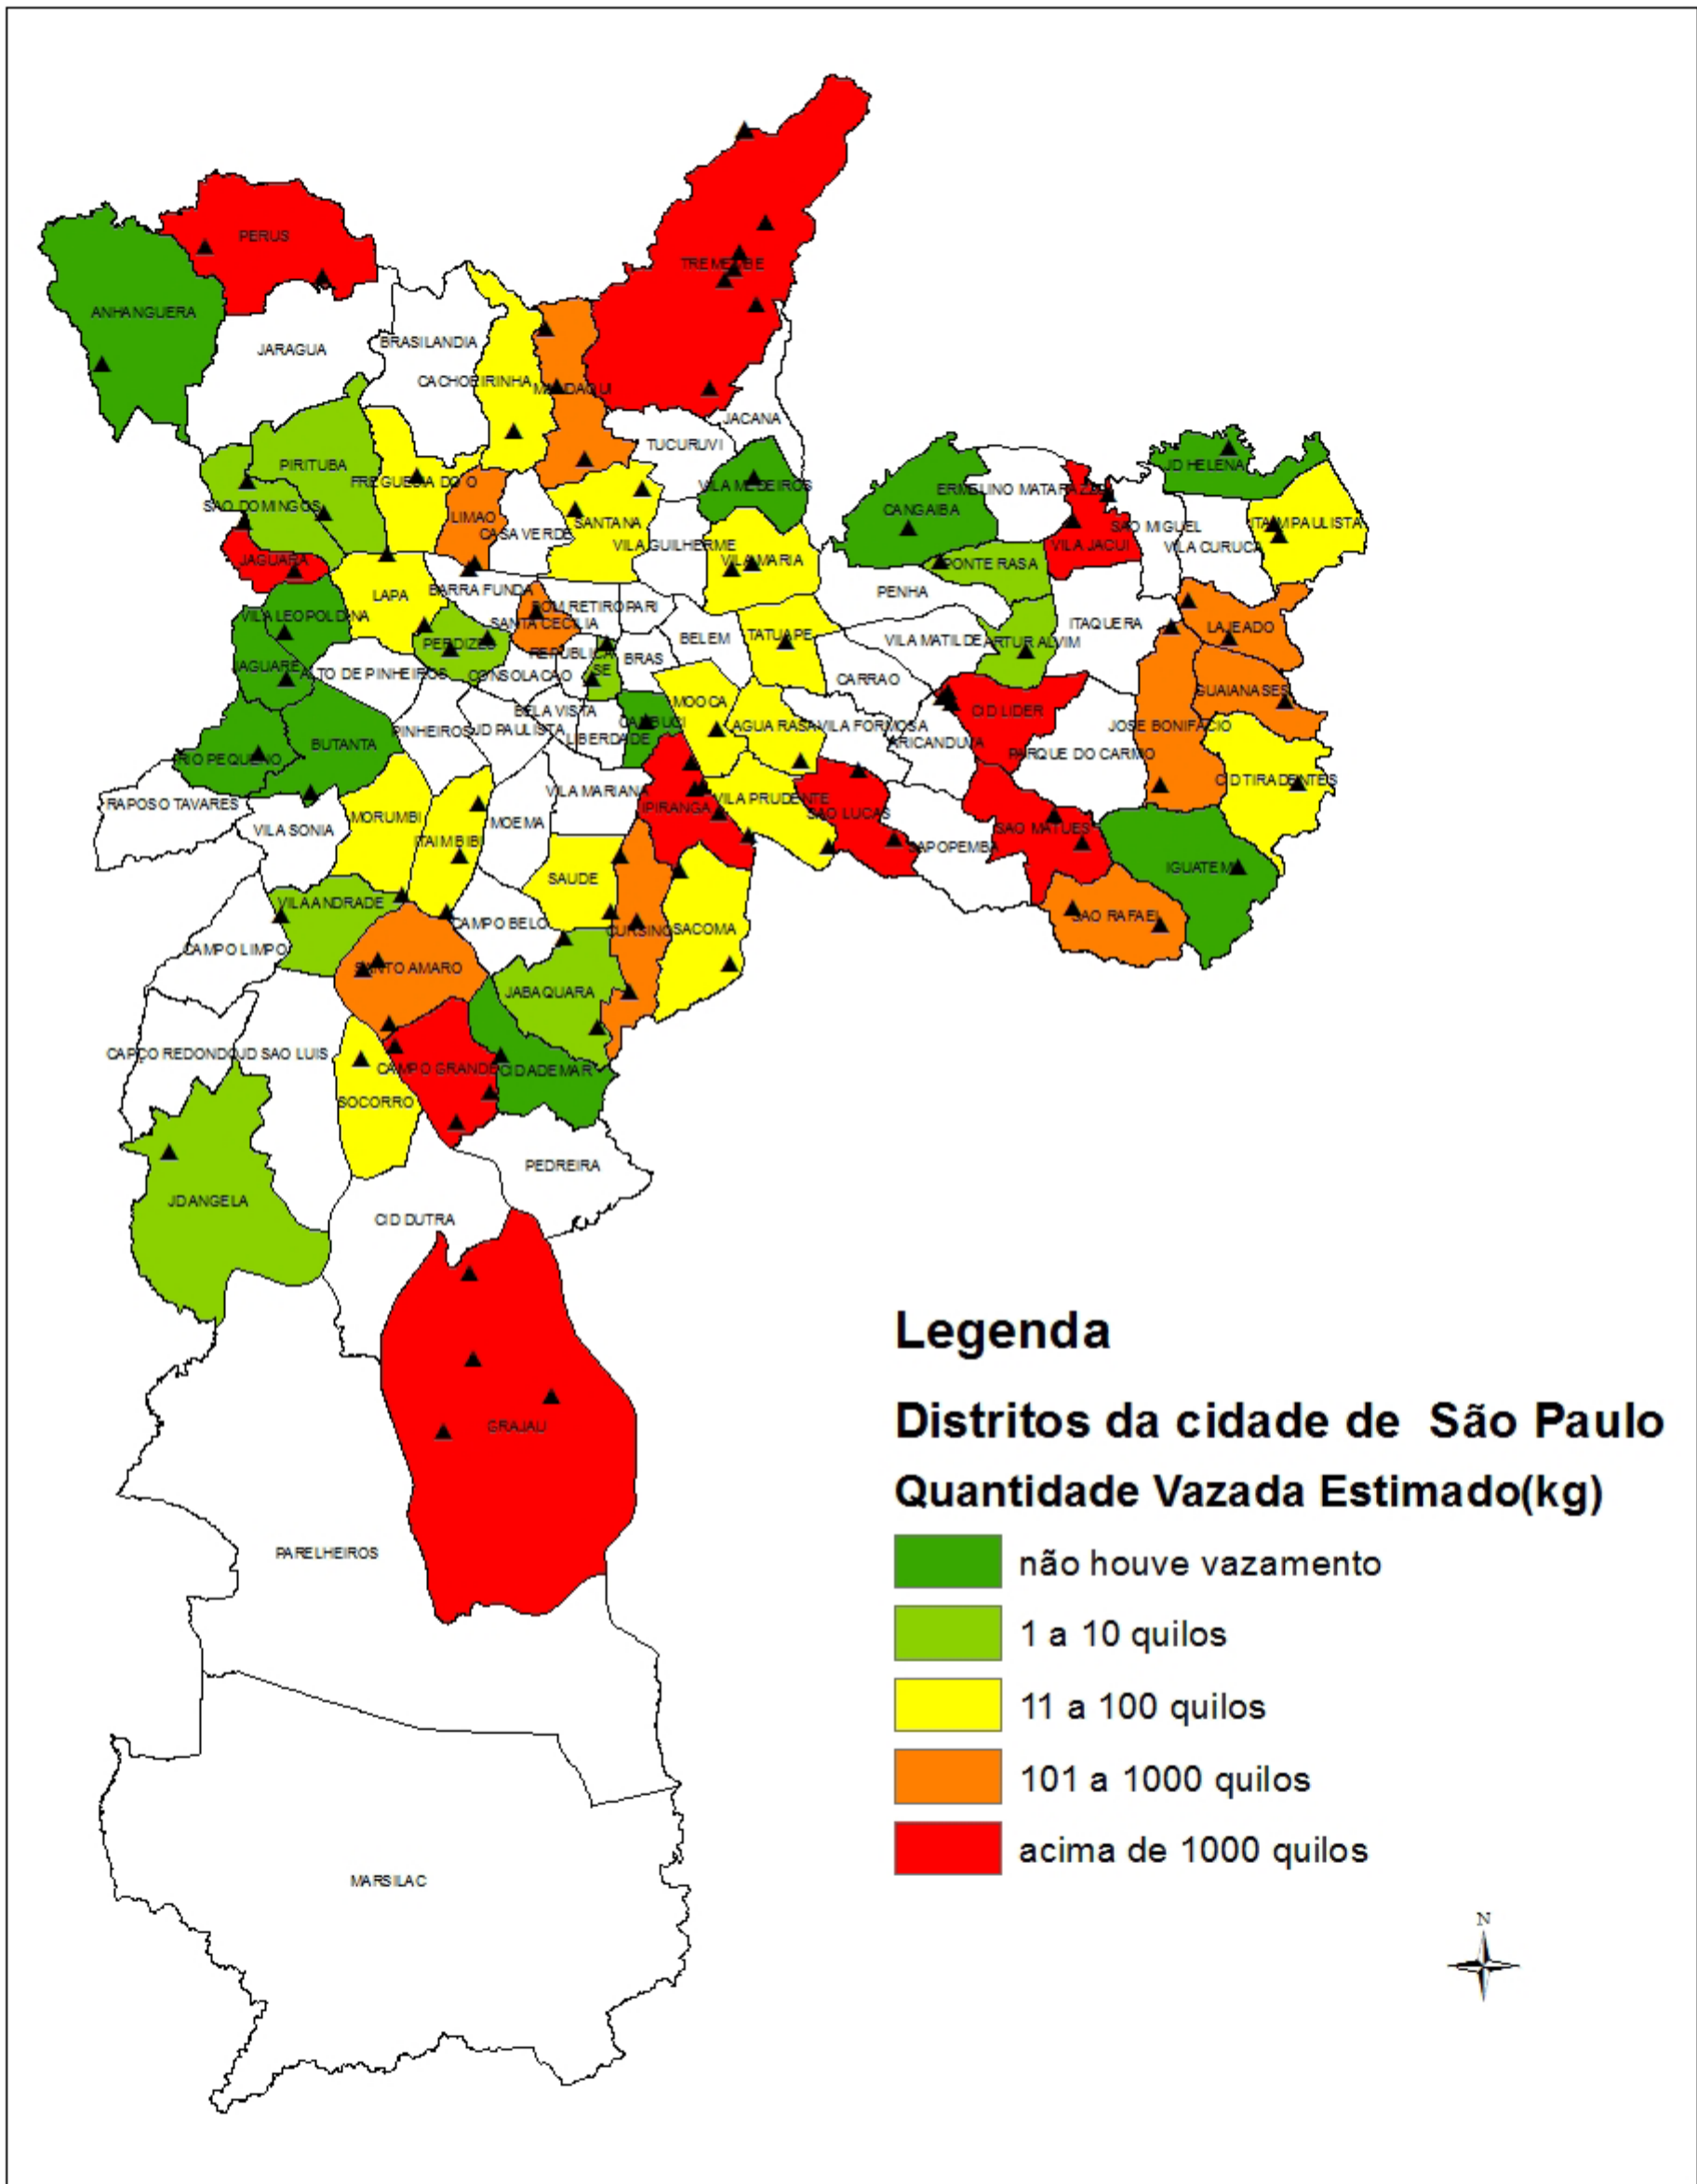 PERUS
TREMEMBE
ANHANGUERA
BRASILANDIA
JARAGUA
CACHOEIRINHA
MANDAQUI
JACANA
TUCURUVI
PIRITUBA
JD HELENA
FREGUESIA DO O
VILA MEDEIROS
ERMELINO MATARAZZO
SAO DOMINGOS
CANGAIBA
LIMAO
SANTANA
ITAIM PAULISTA
CASA VERDE
SAO MIGUEL
VILA GUILHERME
VILA JACUI
VILA CURUCA
JAGUARA
VILA MARIA
PONTE RASA
BARRA FUNDA
PENHA
LAPA
BOM RETIRO
PARI
VILA LEOPOLDINA
SANTA CECILIA
ITAQUERA
LAJEADO
PERDIZES
BELEM
TATUAPE
VILA MATILDE
ARTUR ALVIM
REPUBLICA
BRAS
JAGUARE
ALTO DE PINHEIROS
CONSOLACAO
SE
CARRAO
GUAIANASES
MOOCA
BELA VISTA
CID LIDER
CAMBUCI
AGUA RASA
VILA FORMOSA
JOSE BONIFACIO
PINHEIROS
JD PAULISTA
LIBERDADE
BUTANTA
ARICANDUVA
PARQUE DO CARMO
RIO PEQUENO
CID TIRADENTES
VILA MARIANA
VILA PRUDENTE
RAPOSO TAVARES
IPIRANGA
SAO LUCAS
MORUMBI
MOEMA
VILA SONIA
SAO MATUES
ITAIM BIBI
SAPOPEMBA
IGUATEMI
SAUDE
VILA ANDRADE
SAO RAFAEL
CAMPO BELO
CURSINO
SACOMA
CAMPO LIMPO
SANTO AMARO
JABAQUARA
JD SAO LUIS
CAMPO GRANDE
CIDADE MAR
SOCORRO
PEDREIRA
JD ANGELA
CID DUTRA
GRAJAU
PARELHEIROS
MARSILAC
Legenda
Distritos da cidade de São Paulo
Quantidade Vazada Estimado(kg)
não houve vazamento
1 a 10 quilos
11 a 100 quilos
101 a 1000 quilos
acima de 1000 quilos
N